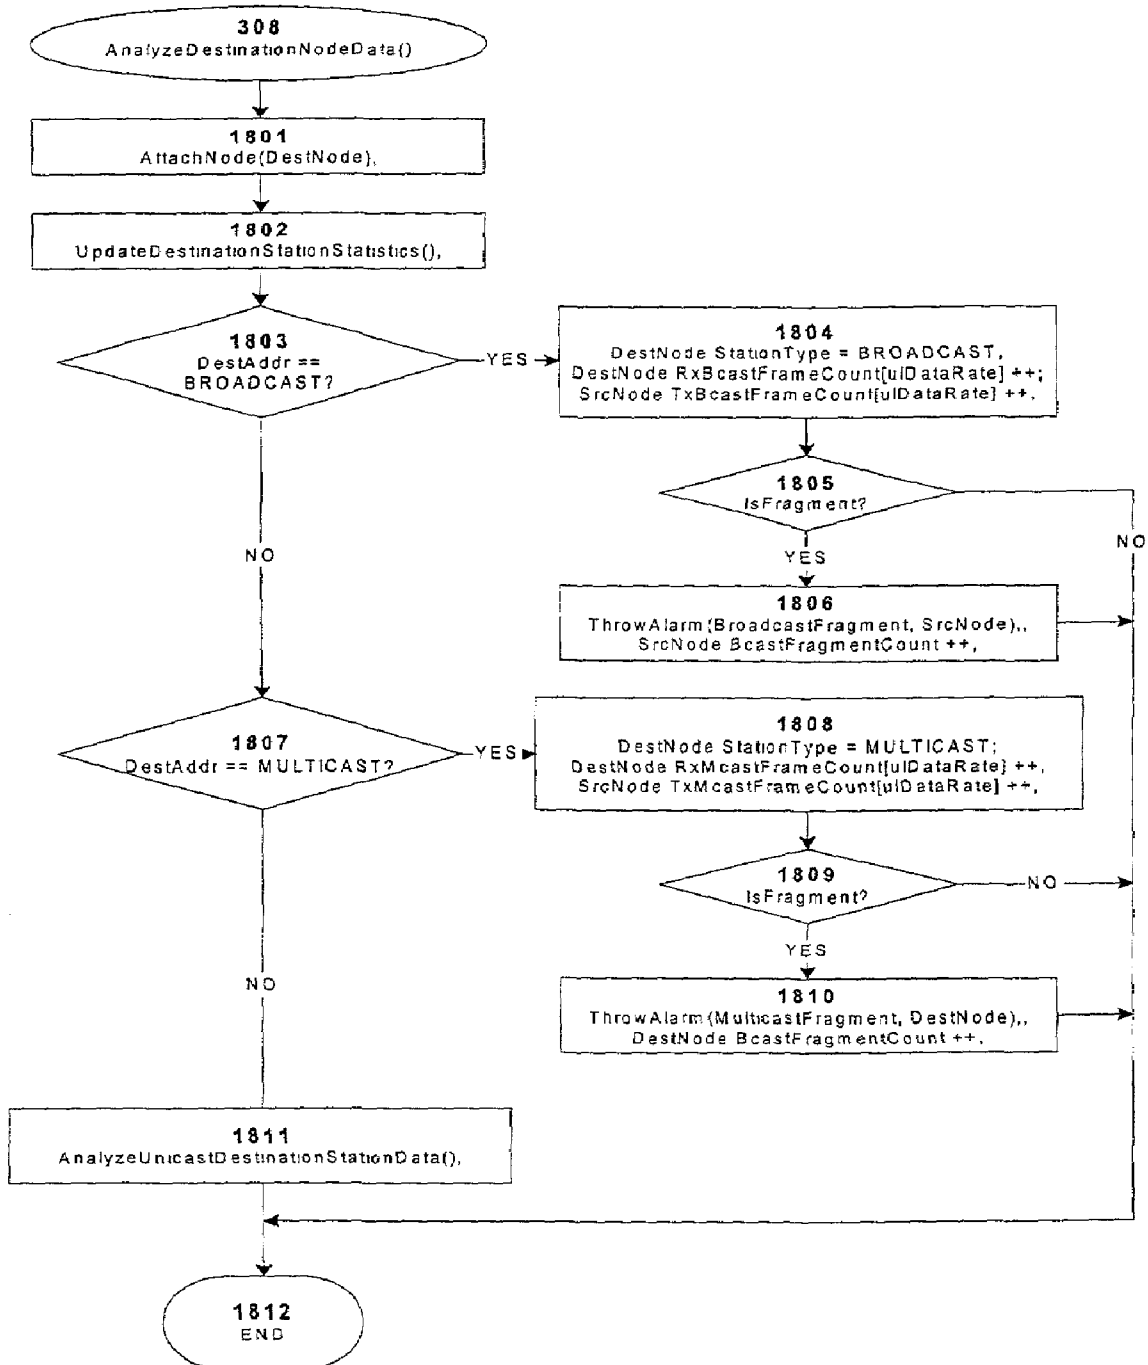 308
AnalyzeDestinationNodeData()
1801
AttachNode(DestNode),
1802
UpdateDestinationStationStatistics(),
1803
DestAddr ==
BROADCAST?
YES
1804
DestNode StationType = BROADCAST,
DestNode RxBcastFrameCount[ulDataRate] ++;
SrcNode TxBcastFrameCount[ulDataRate] ++,
1805
IsFragment?
NO
YES
NO
1806
ThrowAlarm(BroadcastFragment, SrcNode),,
SrcNode BcastFragmentCount ++,
1807
DestAddr == MULTICAST?
YES
1808
DestNode StationType = MULTICAST;
DestNode RxMcastFrameCount[ulDataRate] ++,
SrcNode TxMcastFrameCount[ulDataRate] ++,
1809
IsFragment?
NO
YES
NO
1810
ThrowAlarm(MulticastFragment, DestNode),,
DestNode BcastFragmentCount ++,
1811
AnalyzeUnicastDestinationStationData(),
1812
END